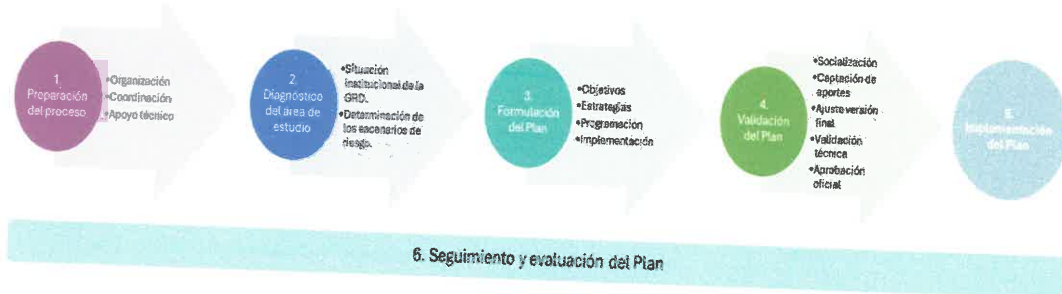 1.
Preparación
del proceso
•Organización
•Coordinación
•Apoyo técnico
2.
Diagnóstico
del área de
estudio
•Situación
institucional de la
GRD.
•Determinación de
los escenarios de
riesgo.
3.
Formutación
del Plan
•Objetivos
•Estrategias
•Programación
•Implementación
4.
Validación
del Plan
•Socialización
•Captación de
aportes
•Ajuste versión
final
•Validación
técnica
•Aprobación
oficial
5.
Implementación
del Plan
6. Seguimiento y evaluación del Plan